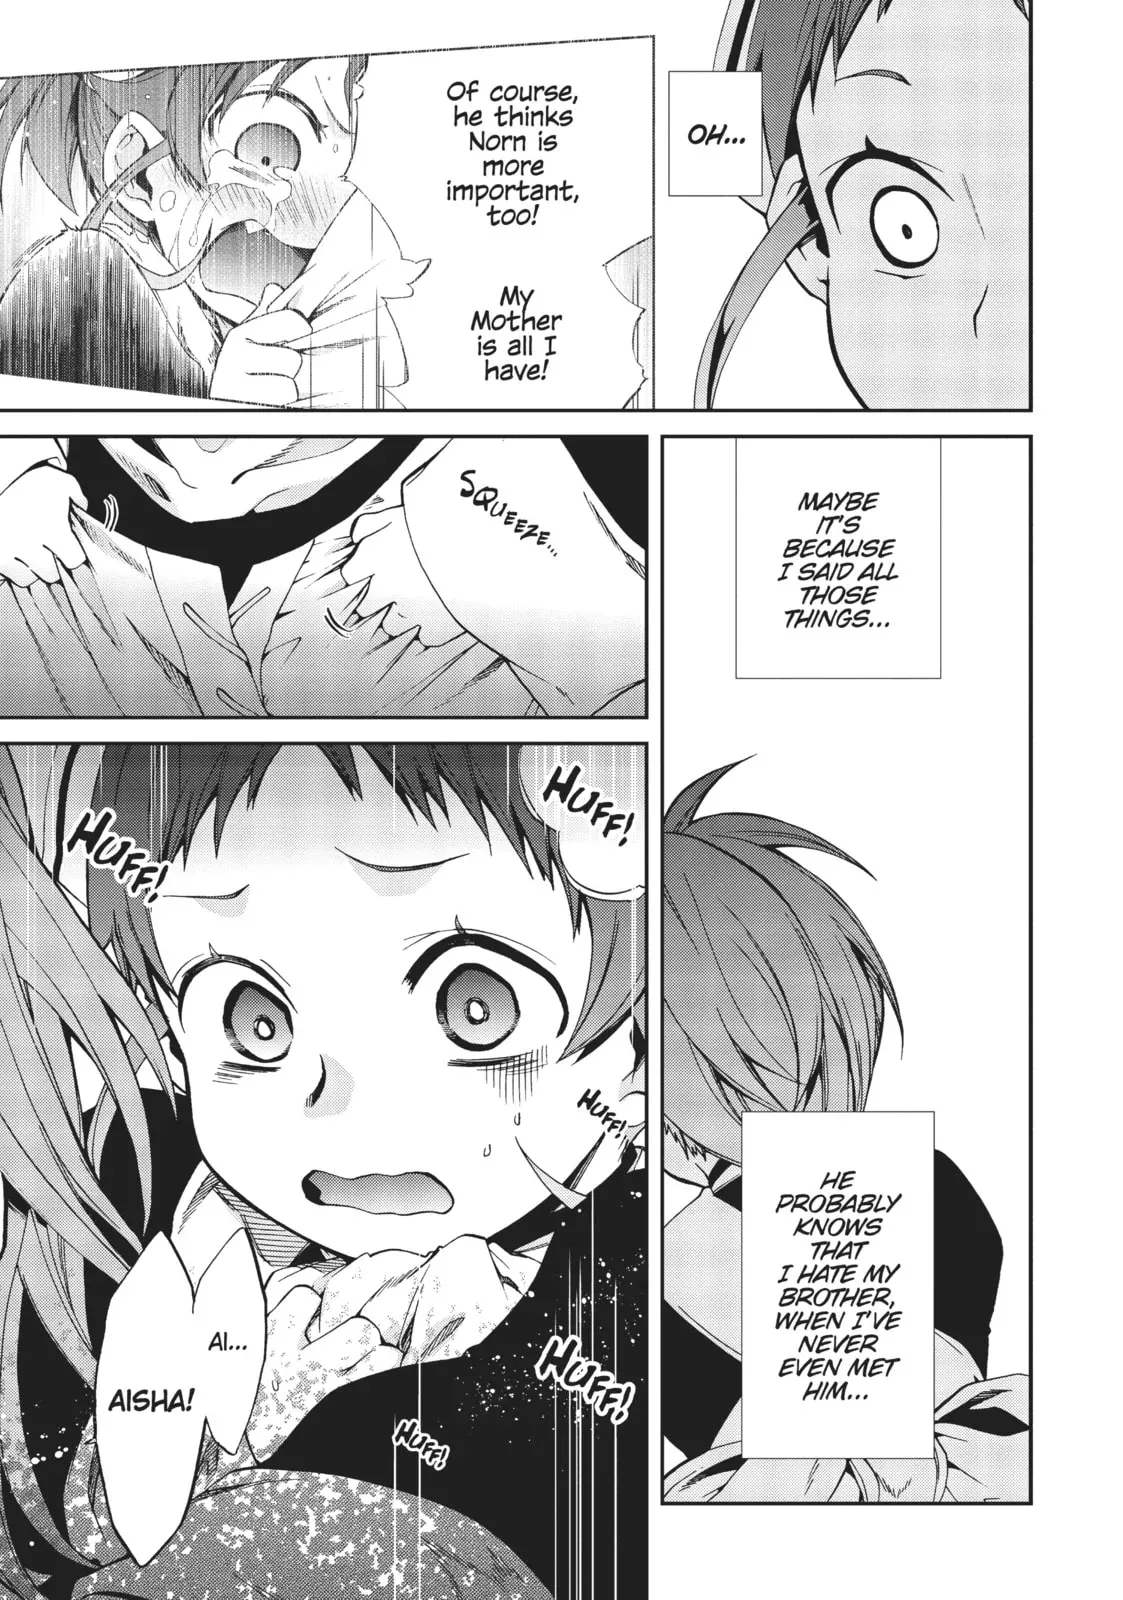 OH...
Of course,
he thinks
Norn is
more
important,
too!
My
Mother
is all I
have!
MAYBE
IT'S
BECAUSE
I SAID ALL
THOSE
THINGS...
HE
PROBABLY
KNOWS
THAT
I HATE MY
BROTHER,
WHEN I'VE
NEVER
EVEN MET
HIM...
SQUEEZE...
HUFF!
HUFF!
HUFF!
AI...
AISHA!
HUFF!
HUFF!